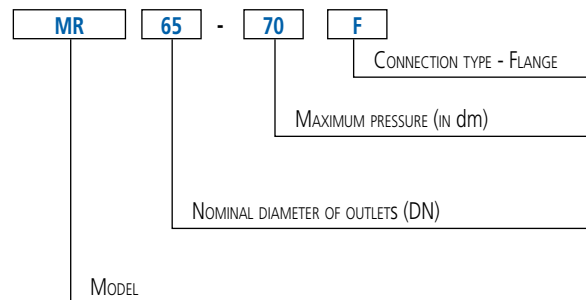 MR 65 - 70 F
Connection type - Flange
Maximum pressure (in dm)
Nominal diameter of outlets (DN)
Model